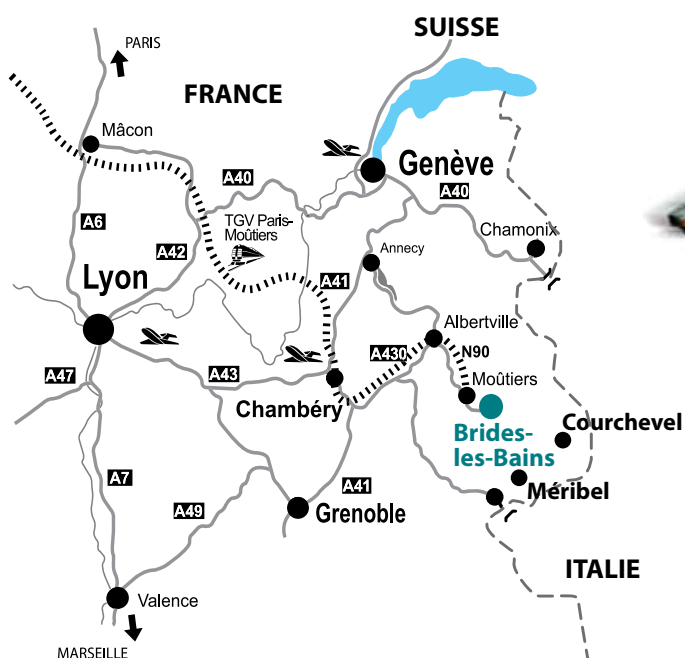 SUISSE
PARIS
FRANCE
Mâcon
Genève
A40
A40
A6
TGV Paris-
Moûtiers
Chamonix
A42
Annecy
Lyon
A41
Albertville
A430
N90
A47
A43
Moûtiers
Chambéry
Brides-
les-Bains
Courchevel
A7
A41
Méribel
A49
Grenoble
ITALIE
Valence
MARSEILLE